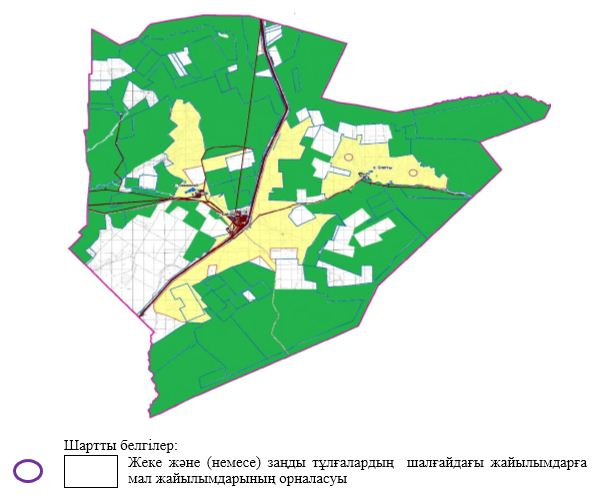 Шартты белгілер:
Жеке және (немесе) заңды тұлғалардың шалғайдағы жайылымдарға
мал жайылымдарының орналасуы